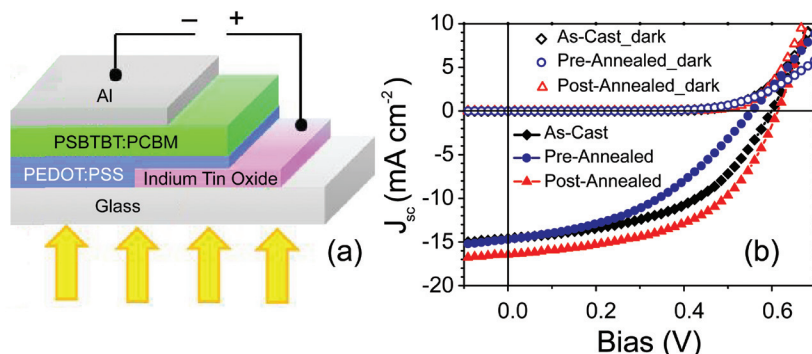 − +
Al
PSBTBT:PCBM
PEDOT:PSS
Indium Tin Oxide
Glass
(a)
J_sc (mA cm⁻²)
10
5
0
-5
-10
-15
-20
As-Cast_dark
Pre-Annealed_dark
Post-Annealed_dark
As-Cast
Pre-Annealed
Post-Annealed
(b)
0.0 0.2 0.4 0.6
Bias (V)